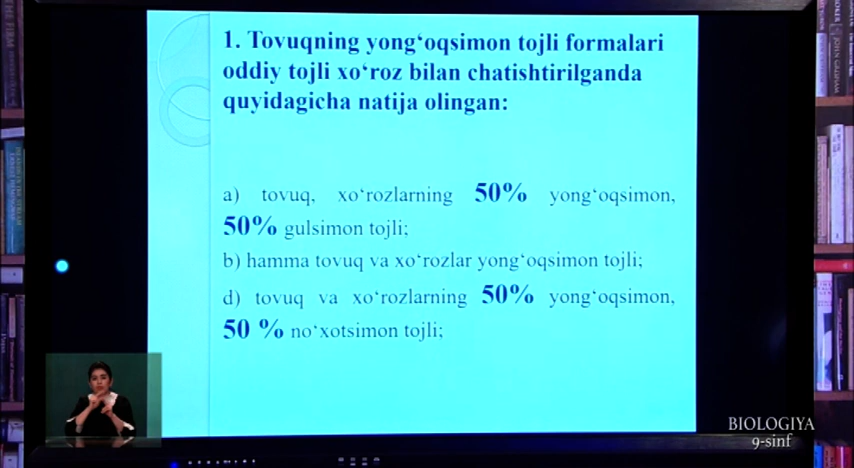 1. Tovuqning yong‘oqsimon tojli formalari
oddiy tojli xo‘roz bilan chatishtirilganda
quyidagicha natija olingan:
a) tovuq, xo‘rozlarning 50% yong‘oqsimon,
50% gulsimon tojli;
b) hamma tovuq va xo‘rozlar yong‘oqsimon tojli;
d) tovuq va xo‘rozlarning 50% yong‘oqsimon,
50 % no‘xotsimon tojli;
BIOLOGIYA
9-sinf